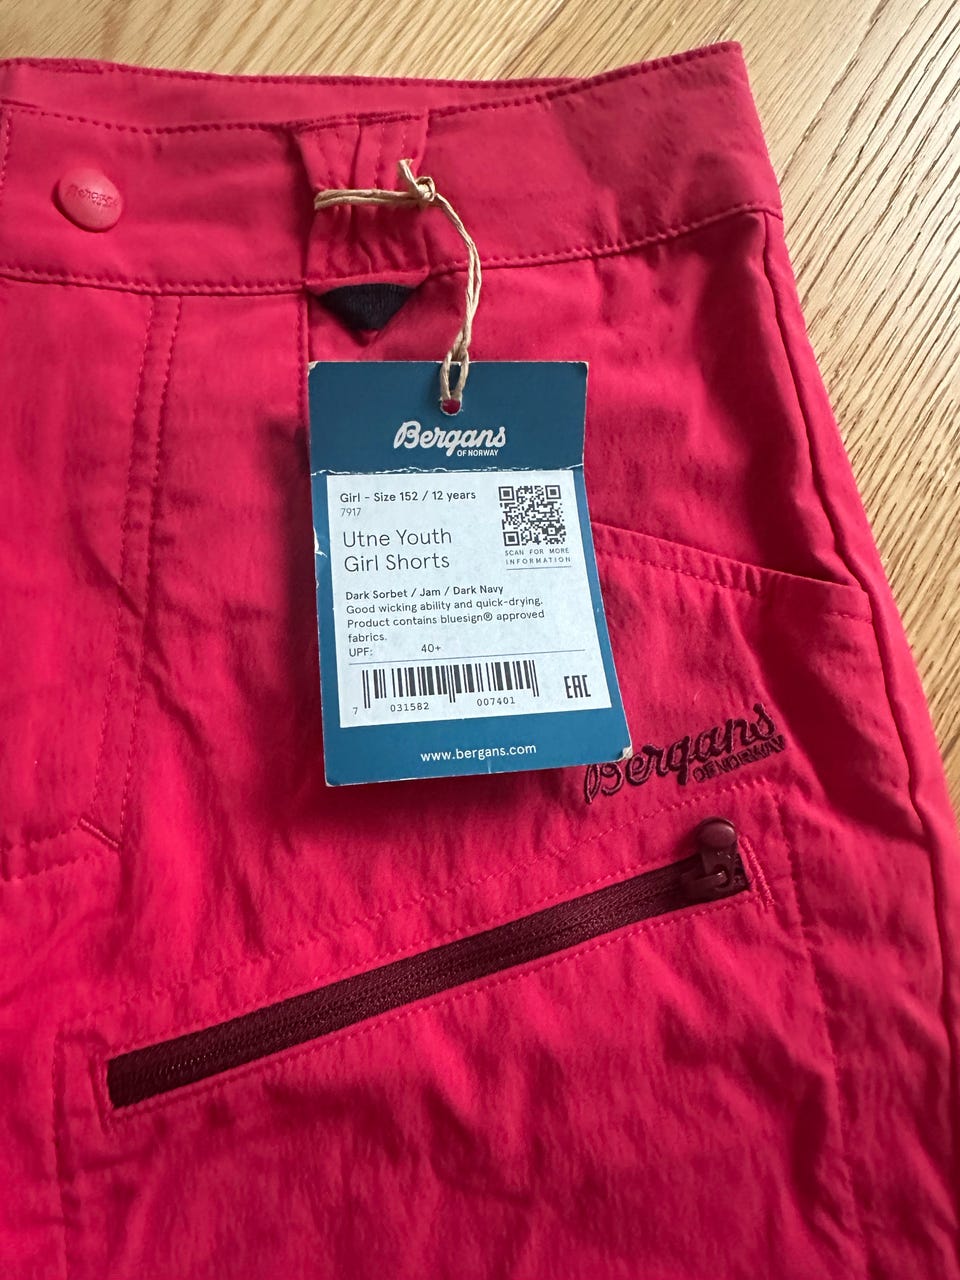 Bergans
Bergans
OF NORWAY
Girl - Size 152 / 12 years
7917
Utne Youth
Girl Shorts
SCAN FOR MORE
INFORMATION
Dark Sorbet / Jam / Dark Navy
Good wicking ability and quick-drying.
Product contains bluesign® approved
fabrics.
UPF: 40+
7 031582 007401
EAC
www.bergans.com
Bergans
OF NORWAY